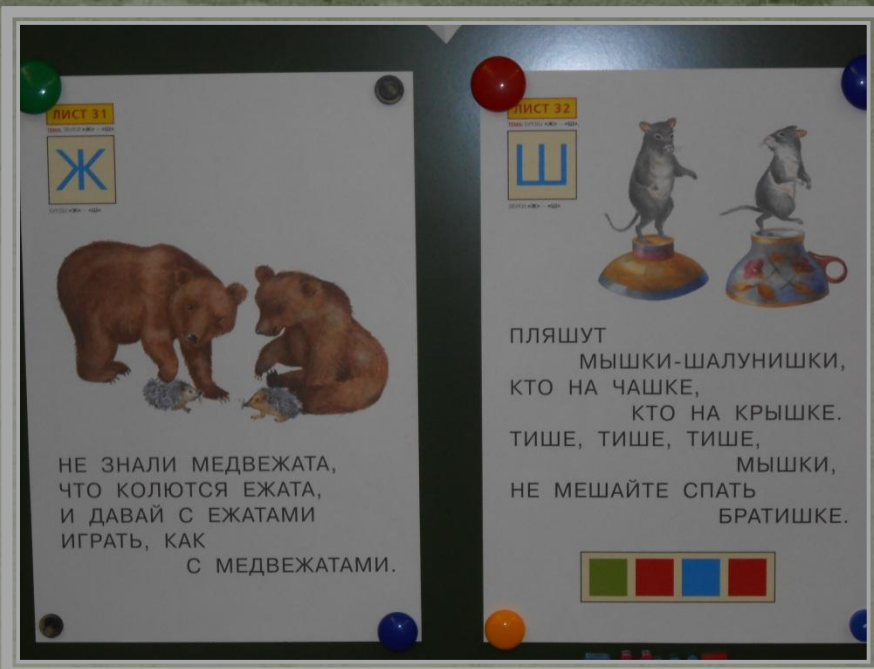 ЛИСТ 31
Ж
НЕ ЗНАЛИ МЕДВЕЖАТА,
ЧТО КОЛЮТСЯ ЕЖАТА,
И ДАВАЙ С ЕЖАТАМИ
ИГРАТЬ, КАК
С МЕДВЕЖАТАМИ.
ЛИСТ 32
Ш
ПЛЯШУТ
МЫШКИ-ШАЛУНИШКИ,
КТО НА ЧАШКЕ,
КТО НА КРЫШКЕ.
ТИШЕ, ТИШЕ, ТИШЕ,
МЫШКИ,
НЕ МЕШАЙТЕ СПАТЬ
БРАТИШКЕ.